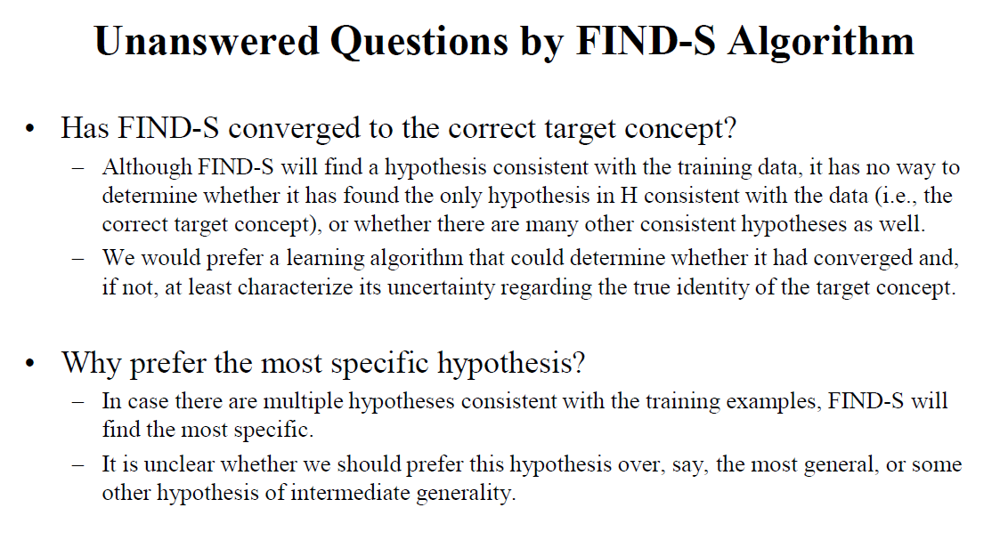 Unanswered Questions by FIND-S Algorithm
• Has FIND-S converged to the correct target concept?
– Although FIND-S will find a hypothesis consistent with the training data, it has no way to
determine whether it has found the only hypothesis in H consistent with the data (i.e., the
correct target concept), or whether there are many other consistent hypotheses as well.
– We would prefer a learning algorithm that could determine whether it had converged and,
if not, at least characterize its uncertainty regarding the true identity of the target concept.
• Why prefer the most specific hypothesis?
– In case there are multiple hypotheses consistent with the training examples, FIND-S will
find the most specific.
– It is unclear whether we should prefer this hypothesis over, say, the most general, or some
other hypothesis of intermediate generality.